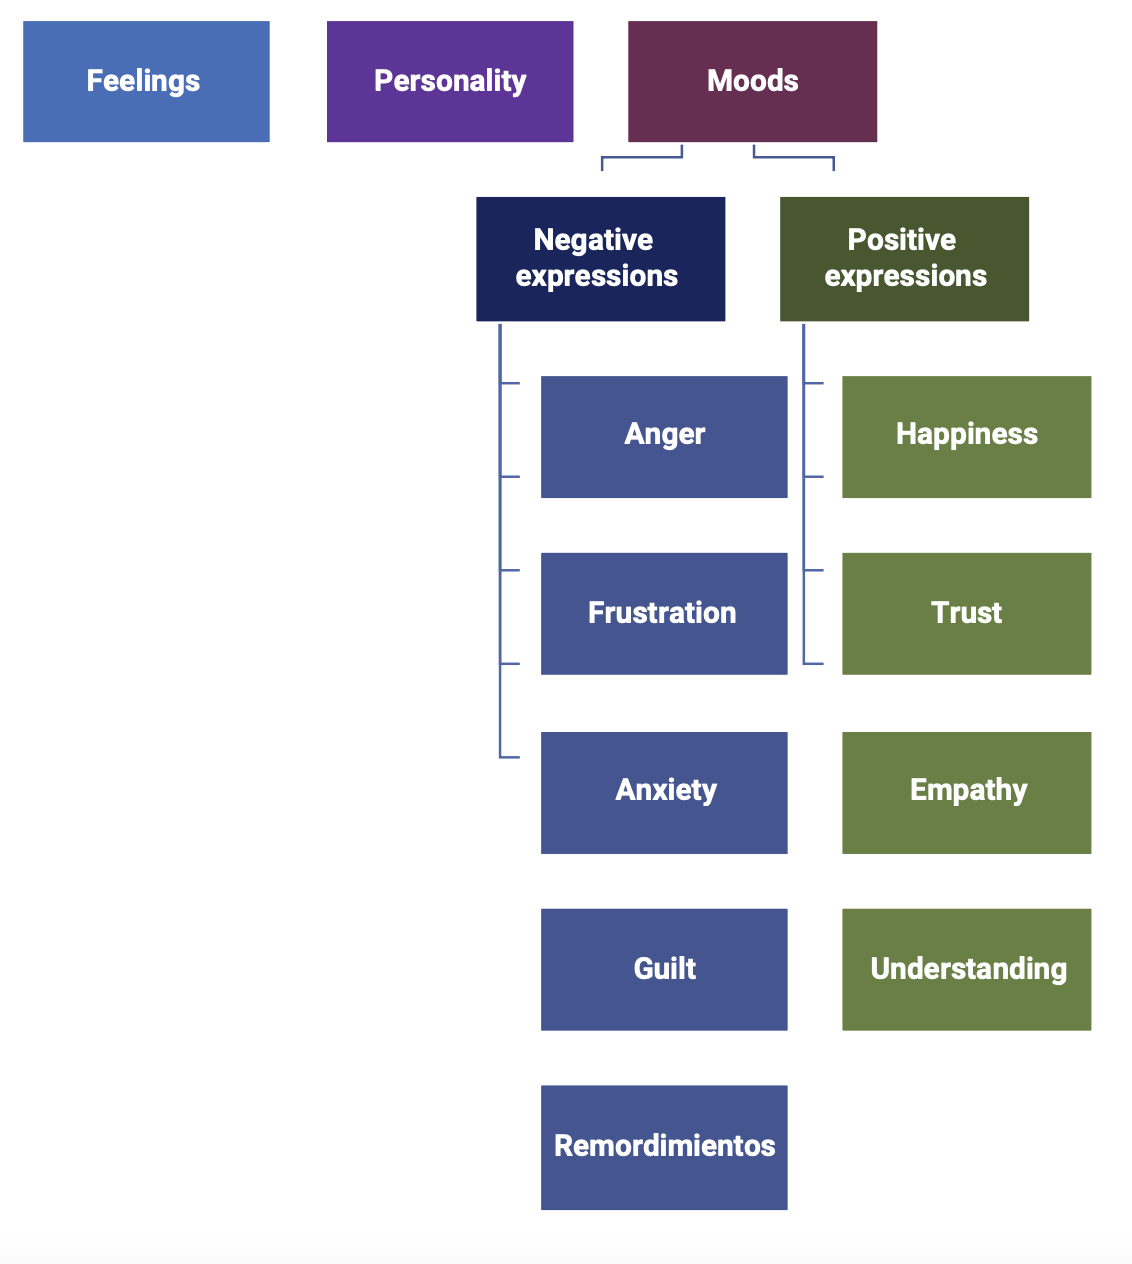 Feelings
Personality
Moods
Negative
expressions
Positive
expressions
Anger
Happiness
Frustration
Trust
Anxiety
Empathy
Guilt
Understanding
Remordimientos